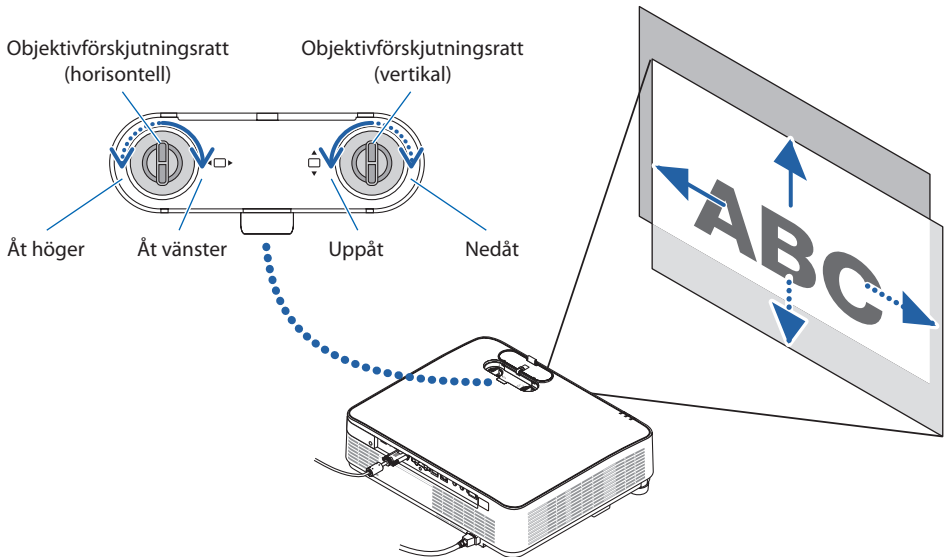 Objektivförskjutningsratt
(horisontell)
Objektivförskjutningsratt
(vertikal)
Åt höger
Åt vänster
Uppåt
Nedåt
ABC